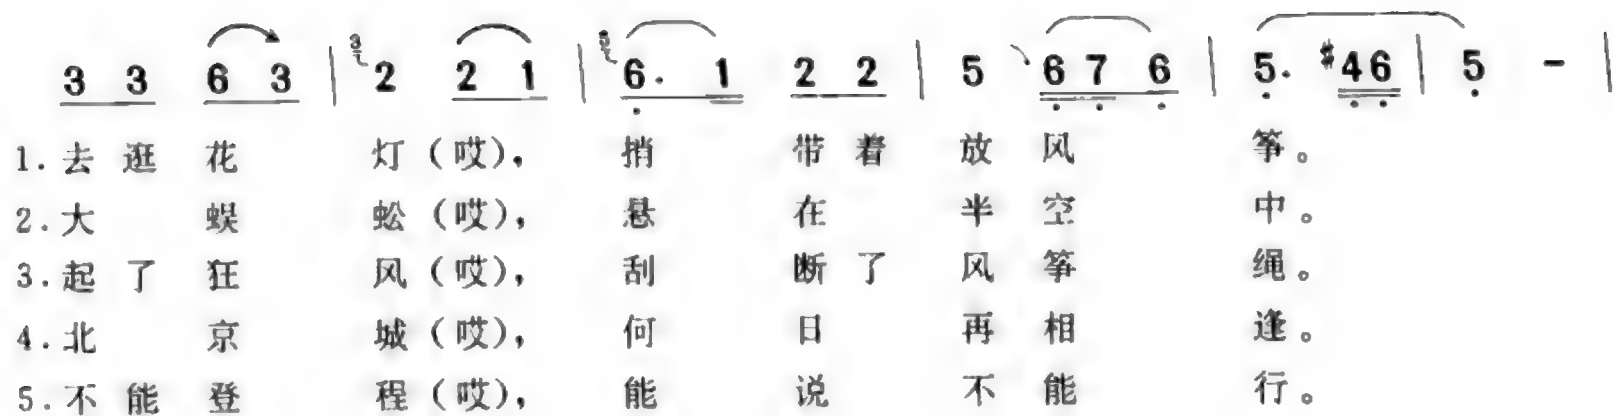 3 3 6 3 | 2 2 1 | 6. 1 2 2 | 5 6 7 6 | 5. #4 6 | 5 - |
1.去逛花 灯(哎),捎 带着 放风 筝。
2.大 蜈 蚣(哎),悬 在 半空 中。
3.起了狂 风(哎),刮 断了 风筝 绳。
4.北 京 城(哎),何 日 再相 逢。
5.不能登 程(哎),能 说 不能 行。